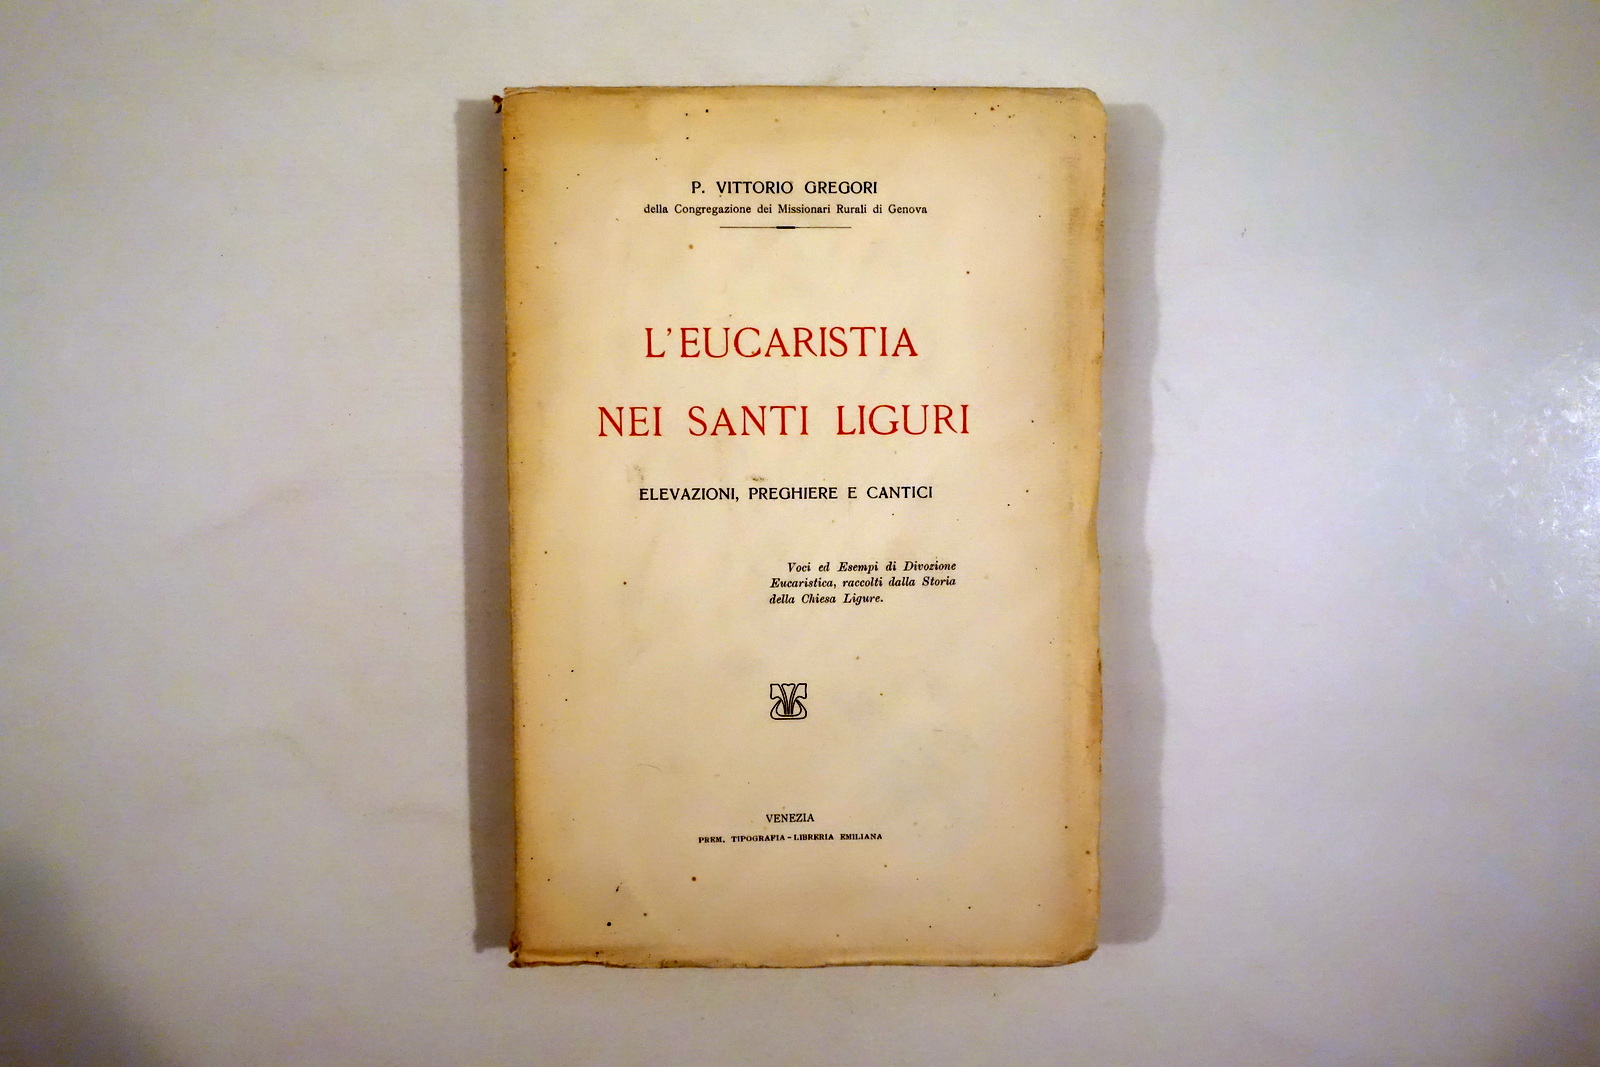 P. VITTORIO GREGORI
della Congregazione dei Missionari Rurali di Genova
L'EUCARISTIA
NEI SANTI LIGURI
ELEVAZIONI, PREGHIERE E CANTICI
Voci ed Esempi di Divozione
Eucaristica, raccolti dalla Storia
della Chiesa Ligure.
VENEZIA
PREM. TIPOGRAFIA-LIBRERIA EMILIANA